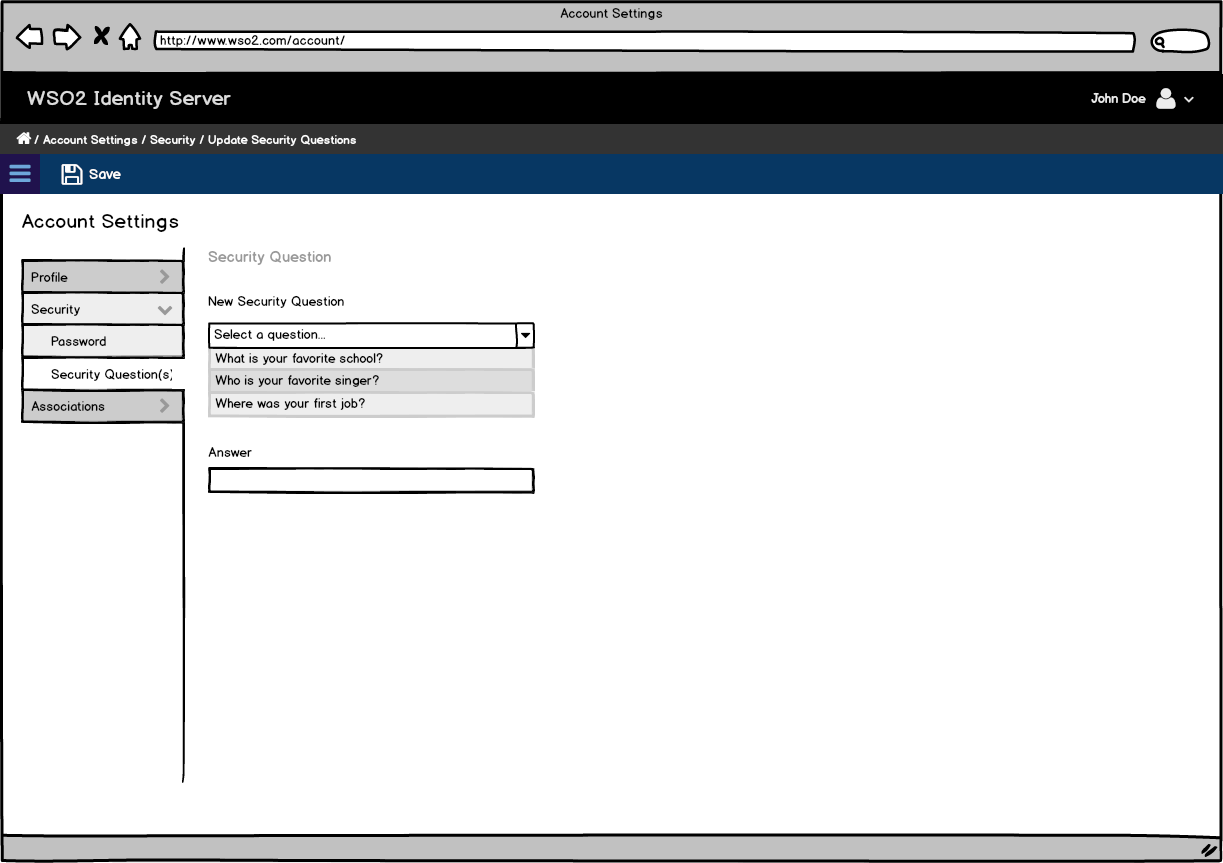 Account Settings
http://www.wso2.com/account/
WSO2 Identity Server
John Doe
/ Account Settings / Security / Update Security Questions
Save
Account Settings
Profile
Security
Password
Security Question(s)
Associations
Security Question
New Security Question
Select a question...
What is your favorite school?
Who is your favorite singer?
Where was your first job?
Answer